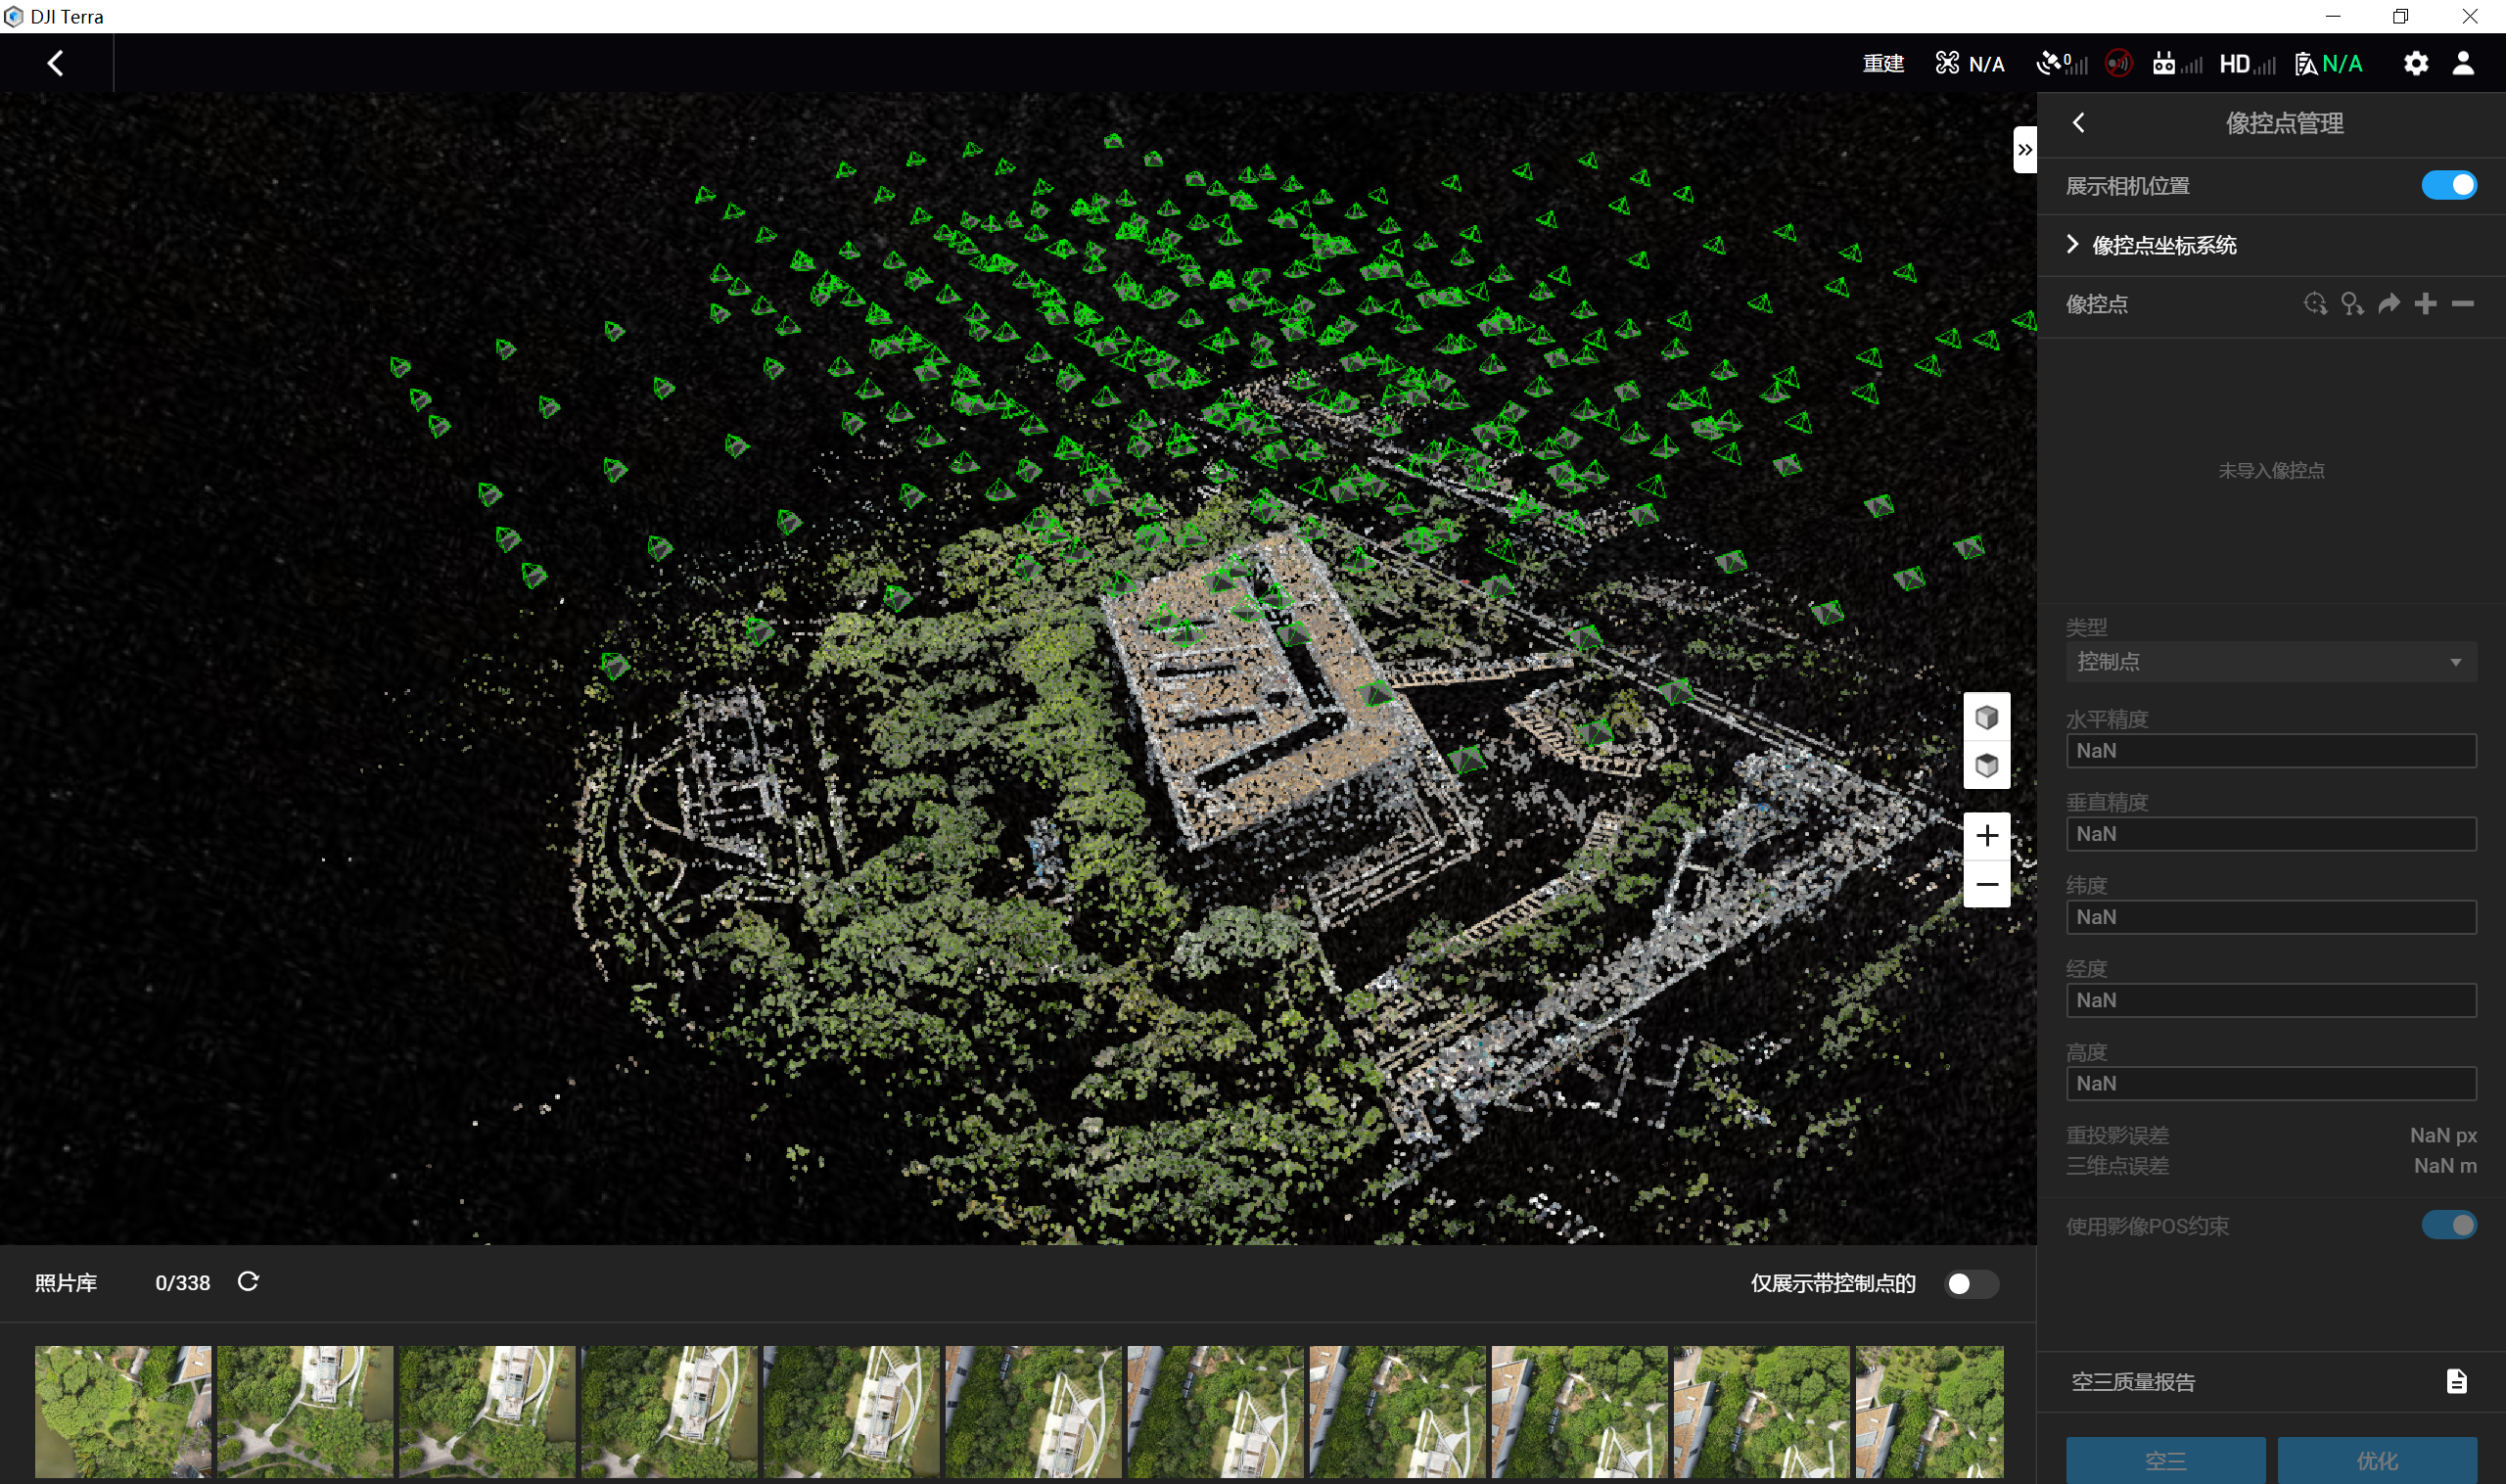 DJI Terra
重建
N/A
0
HD
N/A
像控点管理
展示相机位置
像控点坐标系统
像控点
未导入像控点
类型
控制点
水平精度
NaN
垂直精度
NaN
纬度
NaN
经度
NaN
高度
NaN
重投影误差 NaN px
三维点误差 NaN m
使用影像POS约束
照片库 0/338
仅展示带控制点的
空三质量报告
空三
优化